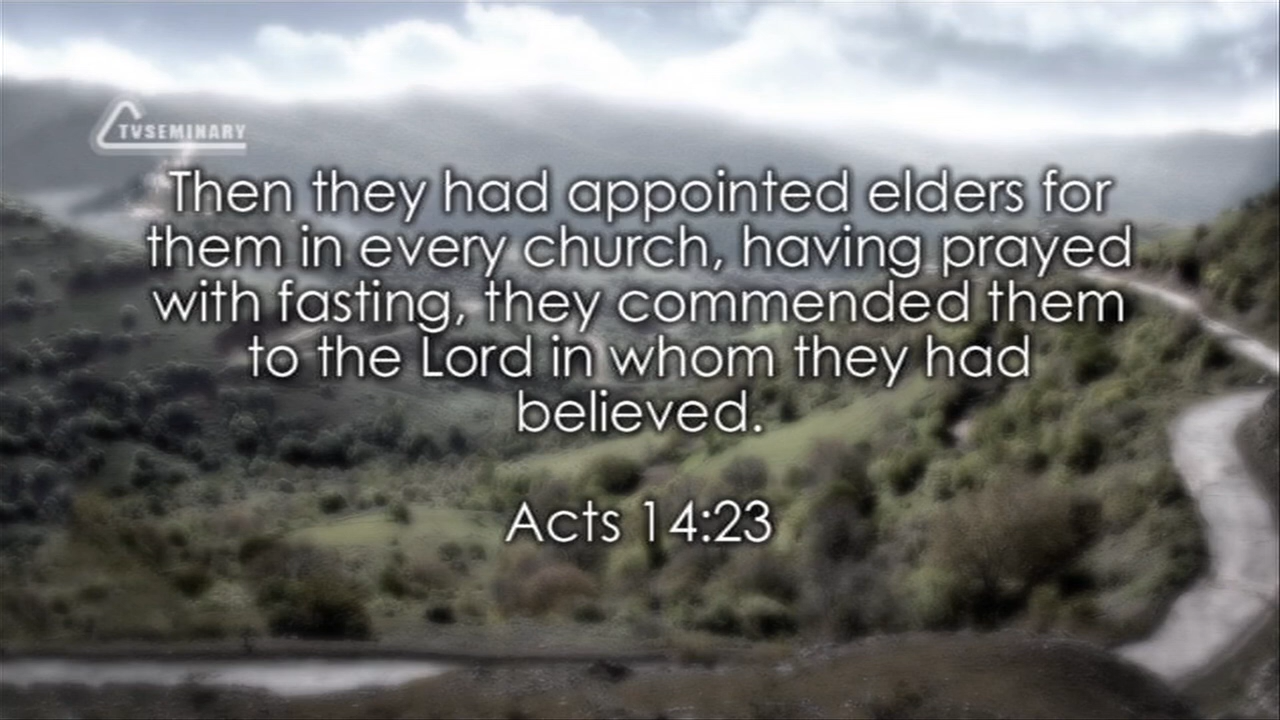 TVSEMINARY
Then they had appointed elders for
them in every church, having prayed
with fasting, they commended them
to the Lord in whom they had
believed.
Acts 14:23